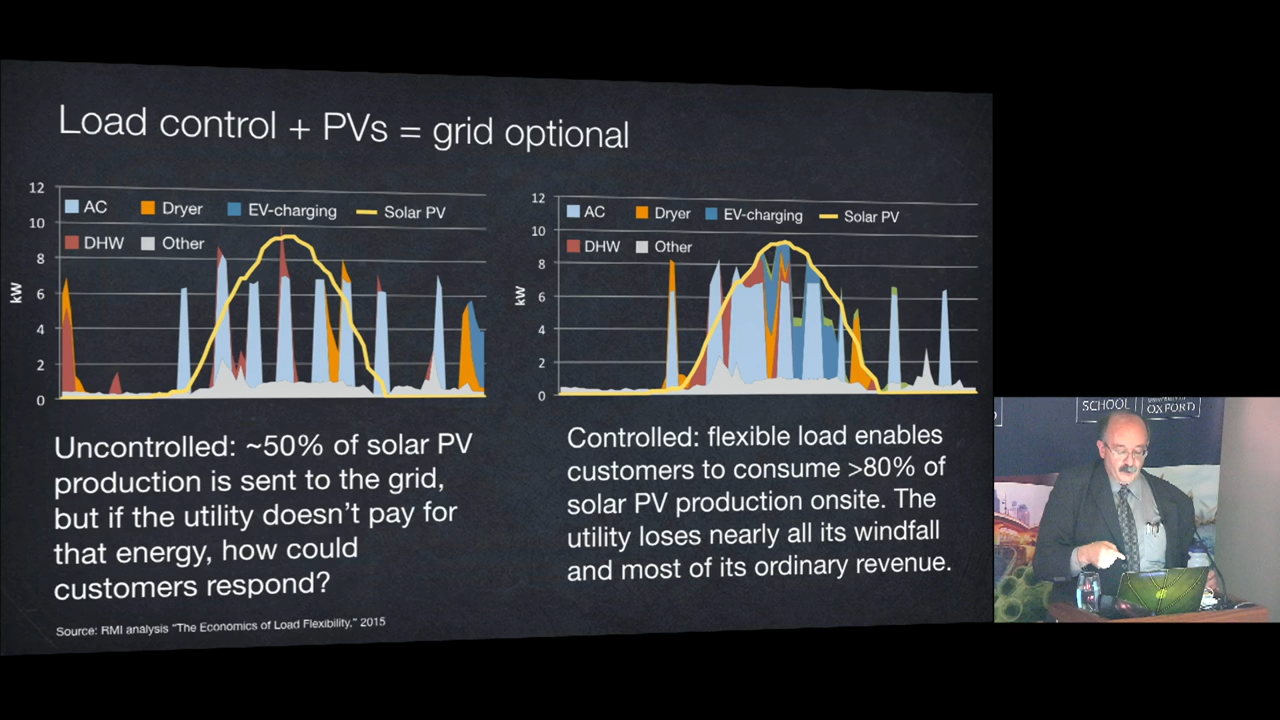 Load control + PVs = grid optional
12
10
8
6
4
2
0
kW
AC
Dryer
EV-charging
Solar PV
DHW
Other
12
10
8
6
4
2
0
kW
AC
Dryer
EV-charging
Solar PV
DHW
Other
Uncontrolled: ~50% of solar PV
production is sent to the grid,
but if the utility doesn’t pay for
that energy, how could
customers respond?
Controlled: flexible load enables
customers to consume >80% of
solar PV production onsite. The
utility loses nearly all its windfall
and most of its ordinary revenue.
Source: RMI analysis “The Economics of Load Flexibility,” 2015
SCHOOL
UNIVERSITY OF
OXFORD